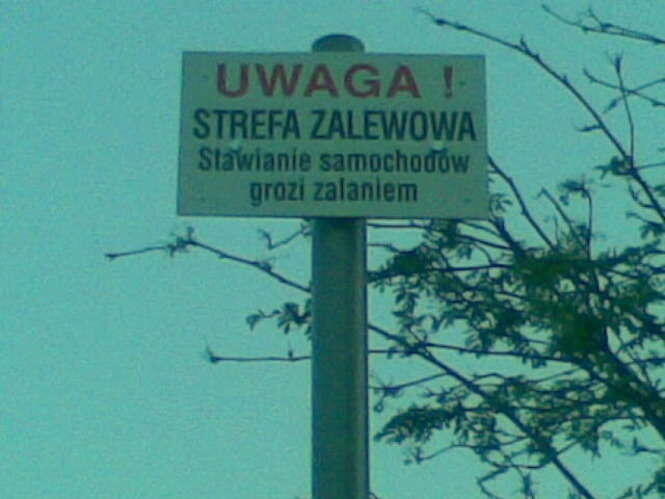 UWAGA !
STREFA ZALEWOWA
Stawianie samochodów
grozi zalaniem